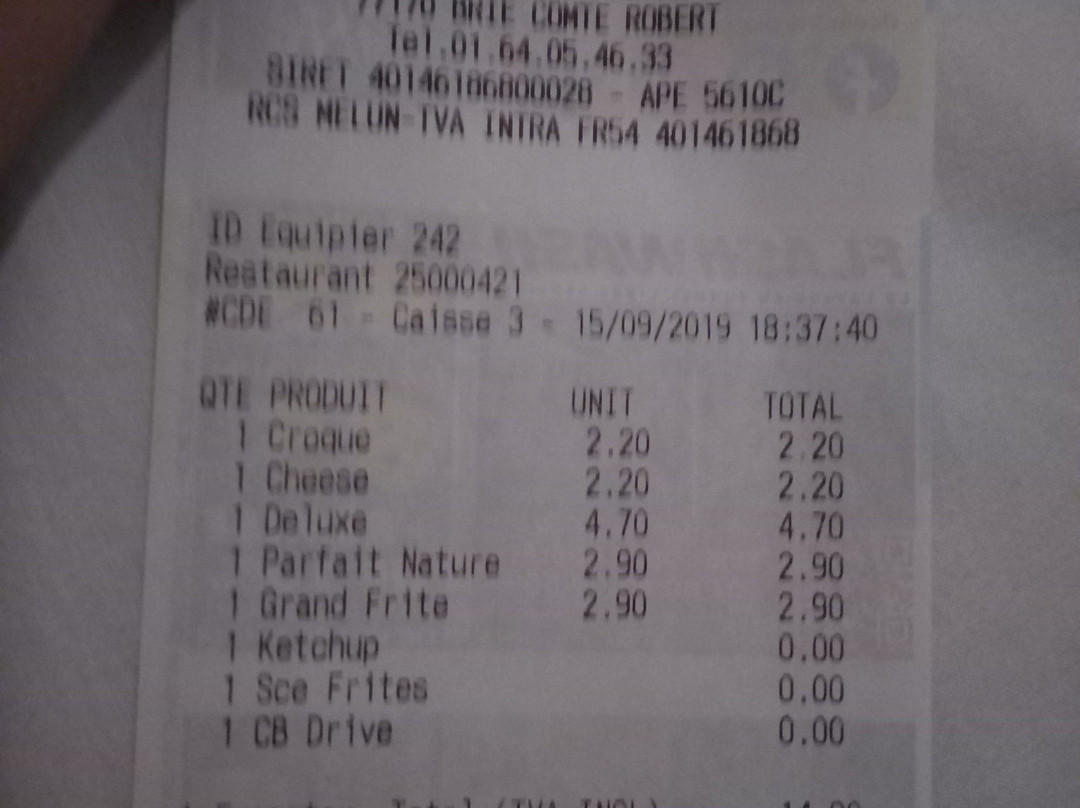 77170 BRIE COMTE ROBERT
Tel.01.64.05.46.33
SIRET 40146186800028 - APE 5610C
RCS MELUN-TVA INTRA FR54 401461868
ID Equipier 242
Restaurant 25000421
#CDE 61 - Caisse 3 - 15/09/2019 18:37:40
QTE PRODUIT UNIT TOTAL
1 Croque 2.20 2.20
1 Cheese 2.20 2.20
1 Deluxe 4.70 4.70
1 Parfait Nature 2.90 2.90
1 Grand Frite 2.90 2.90
1 Ketchup 0.00
1 Sce Frites 0.00
1 CB Drive 0.00
Total (TVA INCL)